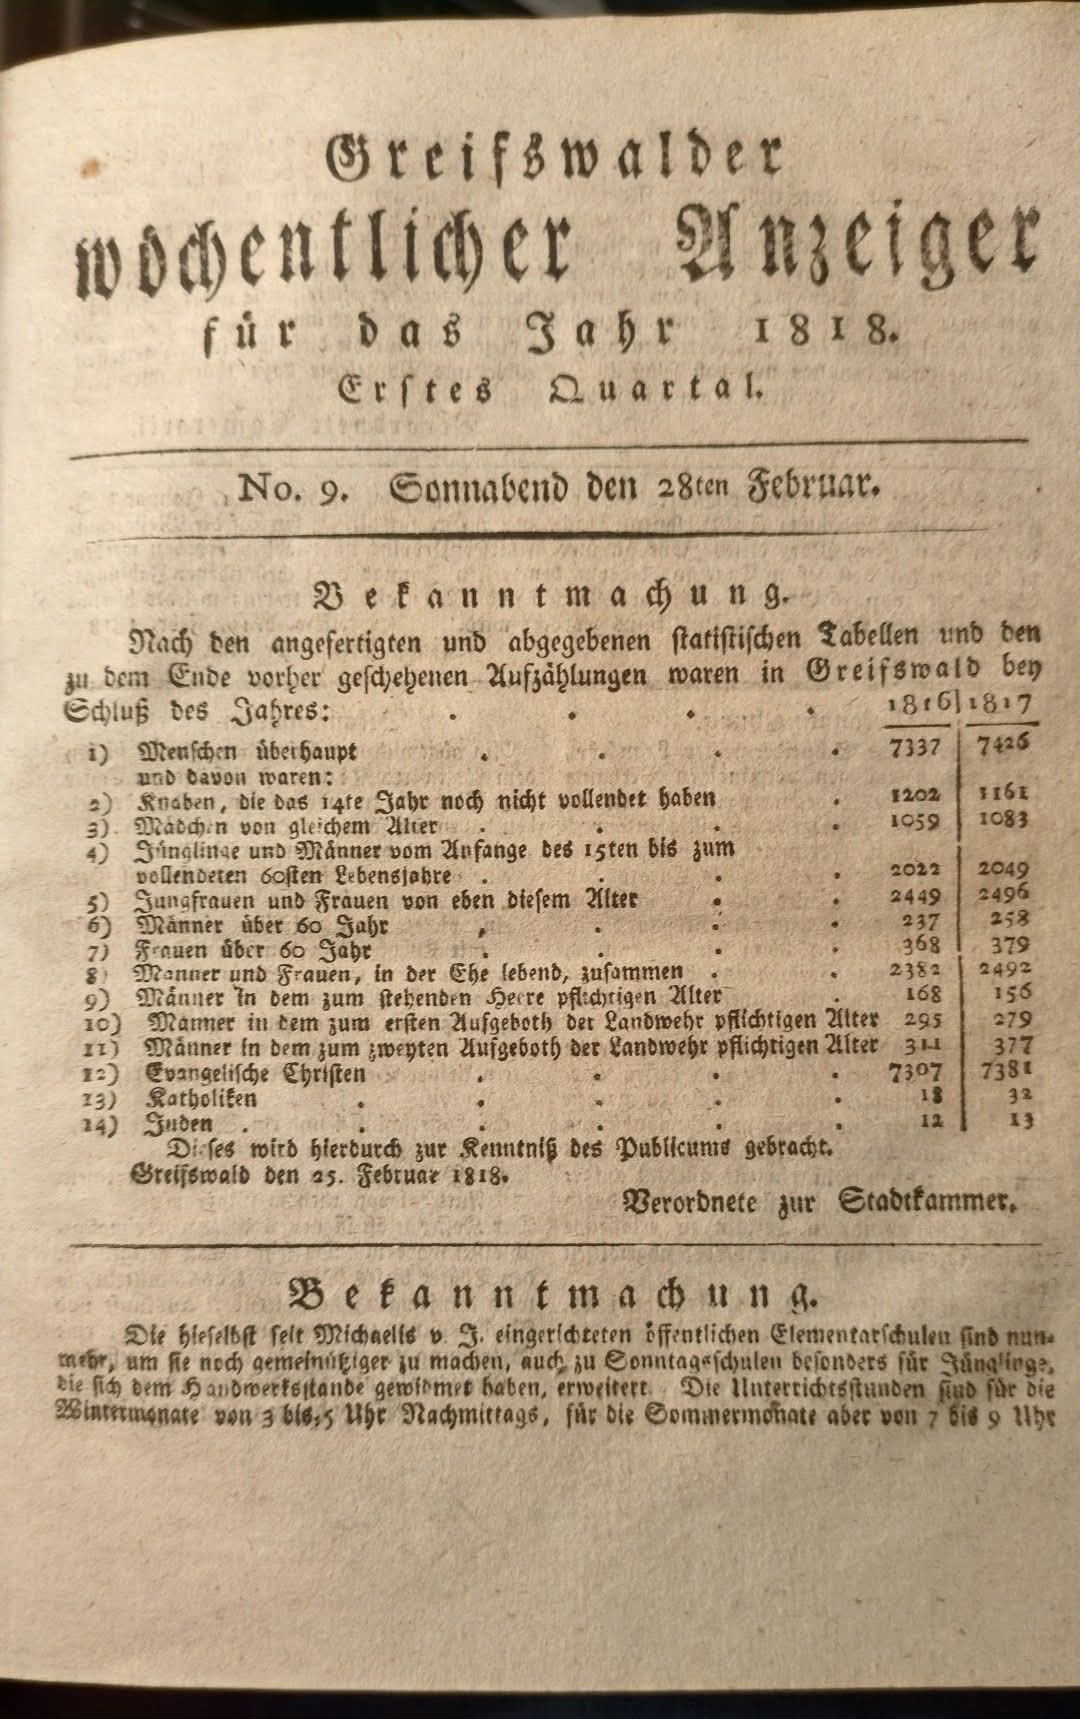 Greifswalder
wöchentlicher Anzeiger
für das Jahr 1818.
Erstes Quartal.
No. 9. Sonnabend den 28ten Februar.
Bekanntmachung.
Nach den angefertigten und abgegebenen statistischen Tabellen und den
zu dem Ende vorher geschehenen Aufzählungen waren in Greifswald bey
Schluß des Jahres: . . . . 1816 | 1817
1) Menschen überhaupt . . . . 7337 | 7426
und davon waren:
2) Knaben, die das 14te Jahr noch nicht vollendet haben . 1202 | 1161
3) Mädchen von gleichem Alter . . . . 1059 | 1083
4) Jünglinge und Männer vom Anfange des 15ten bis zum
vollendeten 60sten Lebensjahre . . . . 2022 | 2049
5) Jungfrauen und Frauen von eben diesem Alter . . 2449 | 2496
6) Männer über 60 Jahr . . . . 237 | 258
7) Frauen über 60 Jahr . . . . 368 | 379
8) Männer und Frauen, in der Ehe lebend, zusammen . . 2382 | 2492
9) Männer in dem zum stehenden Heere pflichtigen Alter . 168 | 156
10) Männer in dem zum ersten Aufgeboth der Landwehr pflichtigen Alter 295 | 279
11) Männer in dem zum zweyten Aufgeboth der Landwehr pflichtigen Alter 311 | 377
12) Evangelische Christen . . . . 7307 | 7381
13) Katholiken . . . . . 18 | 32
14) Juden . . . . . . 12 | 13
Dieses wird hierdurch zur Kenntniß des Publicums gebracht.
Greifswald den 25. Februar 1818.
Verordnete zur Stadtkammer.
Bekanntmachung.
Die hieselbst seit Michaelis v. J. eingerichteten öffentlichen Elementarschulen sind nun-
mehr, um sie noch gemeinnütziger zu machen, auch zu Sonntagsschulen besonders für Jünglinge,
die sich dem Handwerksstande gewidmet haben, erweitert. Die Unterrichtsstunden sind für die
Wintermonate von 3 bis 5 Uhr Nachmittags, für die Sommermonate aber von 7 bis 9 Uhr